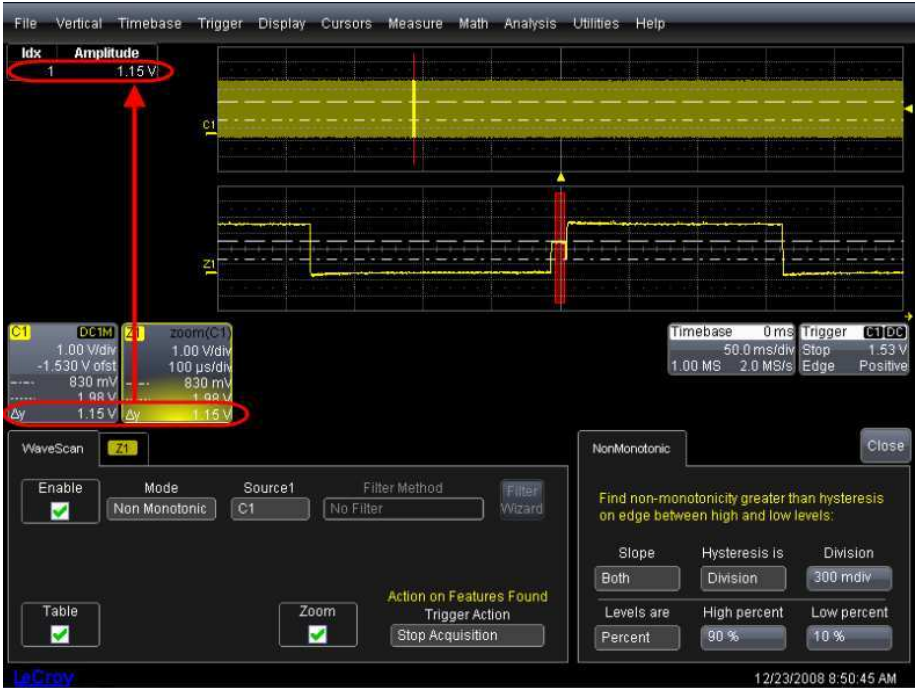 File Vertical Timebase Trigger Display Cursors Measure Math Analysis Utilities Help
Idx Amplitude
1 1.15 V
C1
Z1
C1 DC1M
1.00 V/div
-1.530 V ofst
830 mV
1.98 V
Δy 1.15 V
Z1 zoom(C1)
1.00 V/div
100 µs/div
830 mV
1.98 V
Δy 1.15 V
Timebase 0 ms
50.0 ms/div
1.00 MS 2.0 MS/s
Trigger C1 DC
Stop 1.53 V
Edge Positive
WaveScan Z1
Enable Mode Source1 Filter Method
Non Monotonic C1 No Filter Filter Wizard
Table Zoom
Action on Features Found
Trigger Action
Stop Acquisition
NonMonotonic Close
Find non-monotonicity greater than hysteresis
on edge between high and low levels:
Slope Hysteresis is Division
Both Division 300 mdiv
Levels are High percent Low percent
Percent 90 % 10 %
LeCroy 12/23/2008 8:50:45 AM